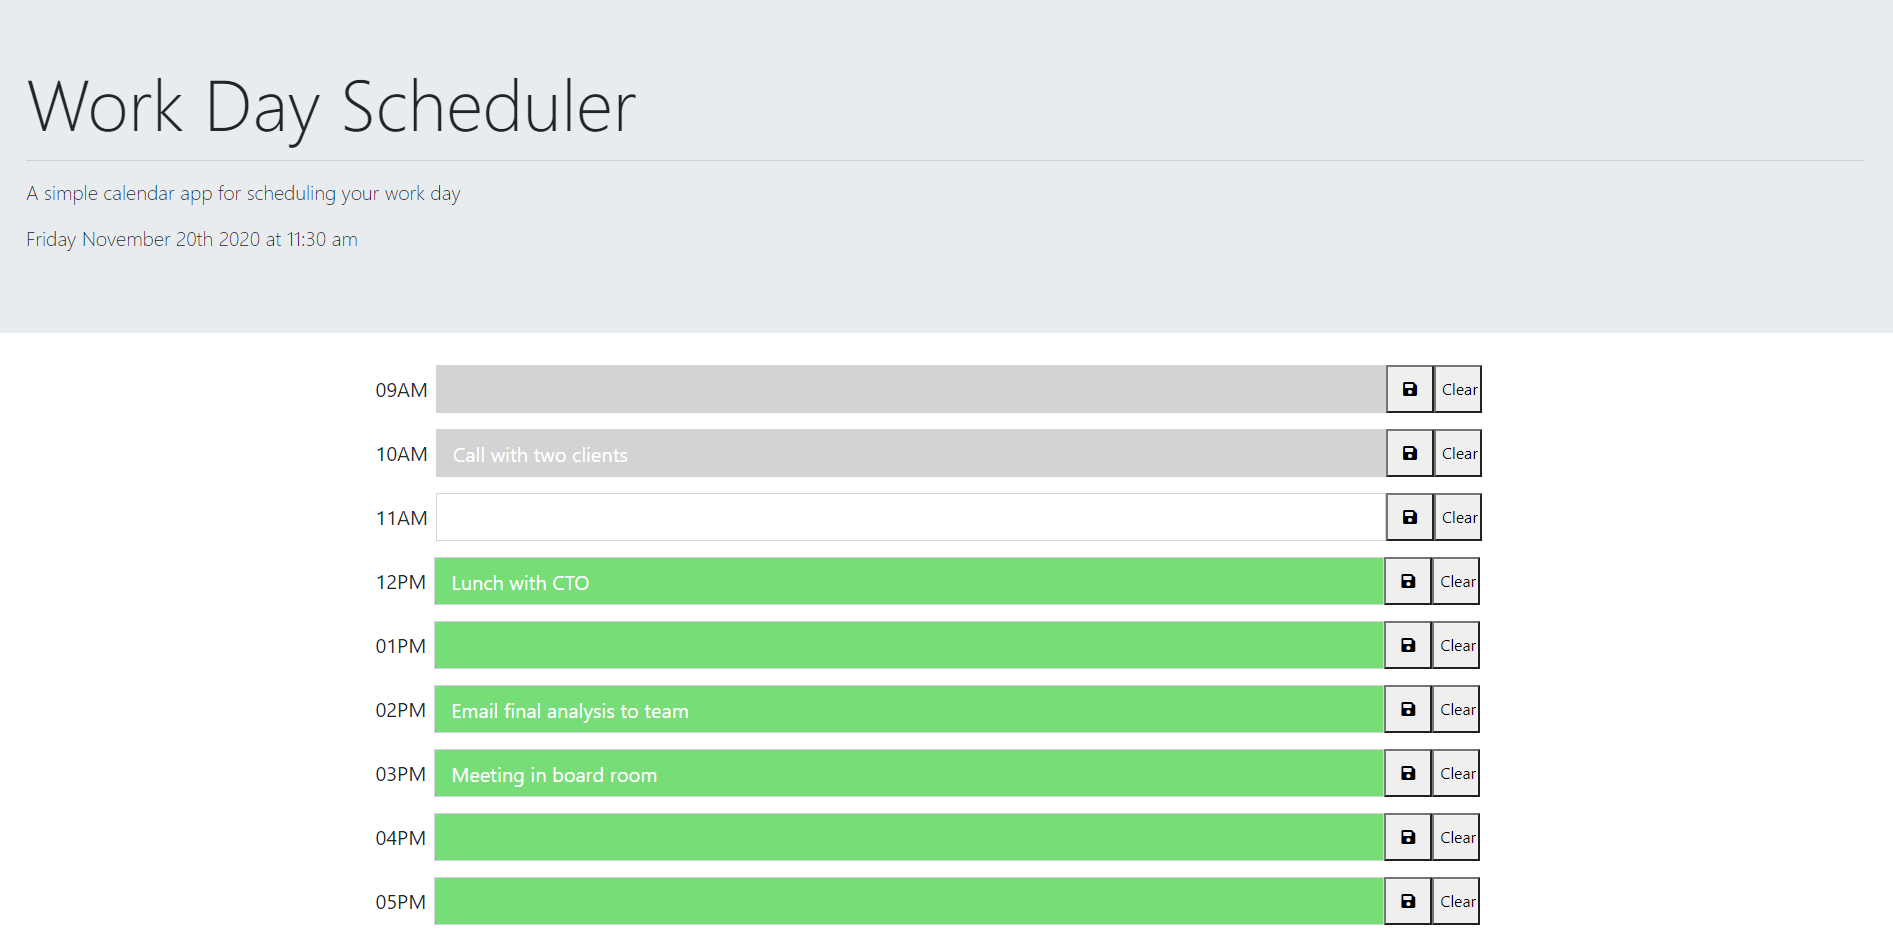 Work Day Scheduler
A simple calendar app for scheduling your work day
Friday November 20th 2020 at 11:30 am
09AM Clear
10AM Call with two clients Clear
11AM Clear
12PM Lunch with CTO Clear
01PM Clear
02PM Email final analysis to team Clear
03PM Meeting in board room Clear
04PM Clear
05PM Clear